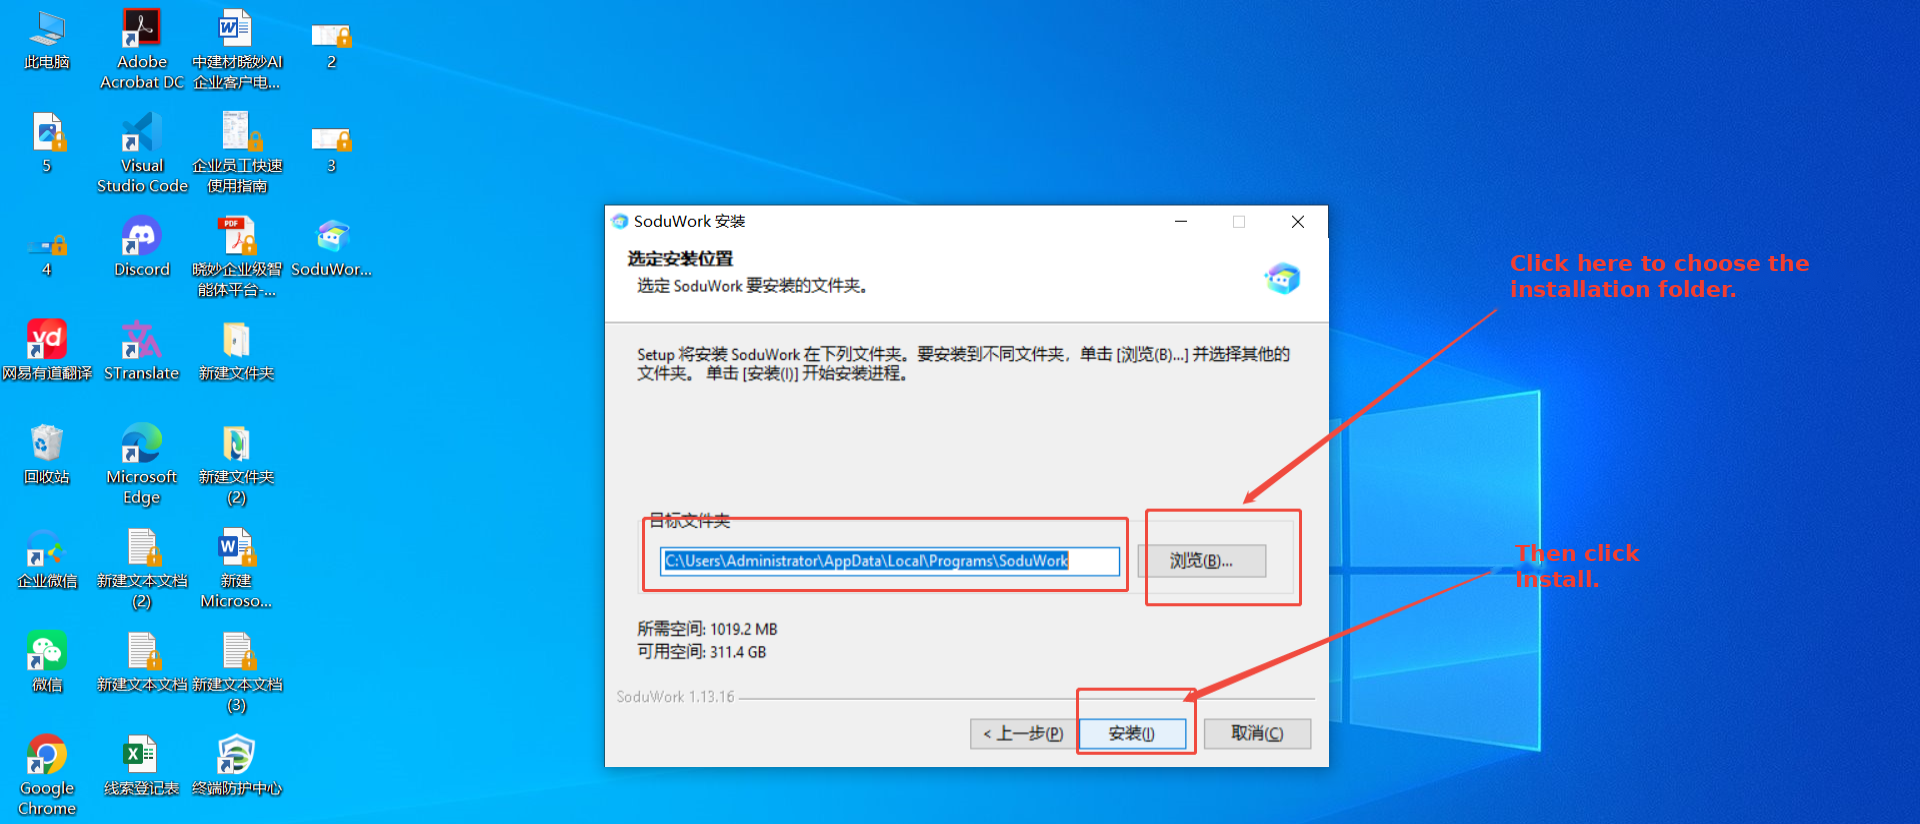 此电脑
Adobe
Acrobat DC
中建材晓妙AI
企业客户电...
2
5
Visual
Studio Code
企业员工快速
使用指南
3
4
Discord
PDF
晓妙企业级智
能体平台-...
SoduWor...
yd
网易有道翻译
STranslate
新建文件夹
回收站
Microsoft
Edge
新建文件夹
(2)
企业微信
新建文本文档
(2)
新建
Microso...
微信
新建文本文档
新建文本文档
(3)
Google
Chrome
线索登记表
终端防护中心
SoduWork 安装
选定安装位置
选定 SoduWork 要安装的文件夹。
Setup 将安装 SoduWork 在下列文件夹。要安装到不同文件夹，单击 [浏览(B)...] 并选择其他的
文件夹。 单击 [安装(I)] 开始安装进程。
目标文件夹
C:\Users\Administrator\AppData\Local\Programs\SoduWork
浏览(B)...
所需空间: 1019.2 MB
可用空间: 311.4 GB
SoduWork 1.13.16
< 上一步(P)
安装(I)
取消(C)
Click here to choose the
installation folder.
Then click
Install.